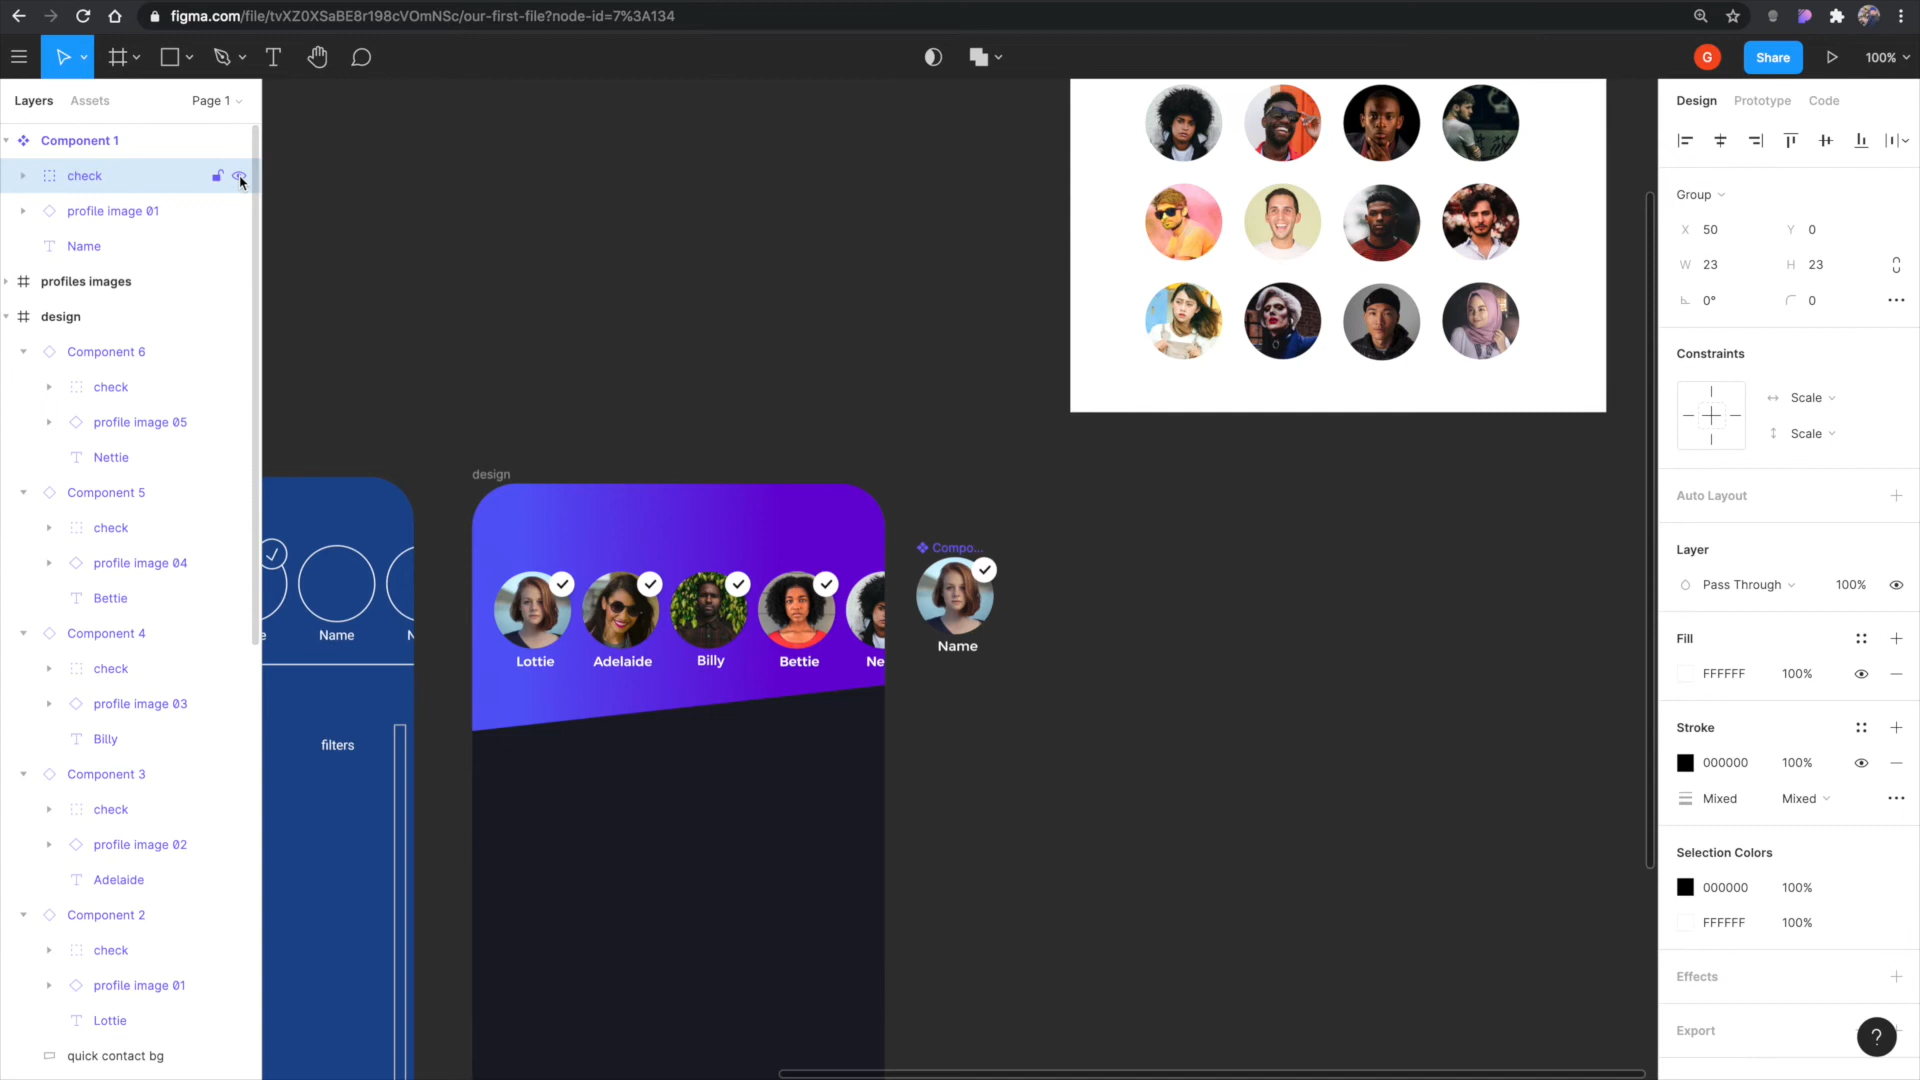 figma.com/file/tvXZ0XSaBE8r198cVOmNSc/our-first-file?node-id=7%3A134
T
G
Share
100%
Layers
Assets
Page 1
Component 1
check
profile image 01
Name
profiles images
design
Component 6
check
profile image 05
Nettie
Component 5
check
profile image 04
Bettie
Component 4
check
profile image 03
Billy
Component 3
check
profile image 02
Adelaide
Component 2
check
profile image 01
Lottie
quick contact bg
Name
N
filters
design
Lottie
Adelaide
Billy
Bettie
Ne
Compo...
Name
Design
Prototype
Code
Group
X 50
Y 0
W 23
H 23
0°
0
Constraints
Scale
Scale
Auto Layout
Layer
Pass Through
100%
Fill
FFFFFF
100%
Stroke
000000
100%
Mixed
Mixed
Selection Colors
000000
100%
FFFFFF
100%
Effects
Export
?